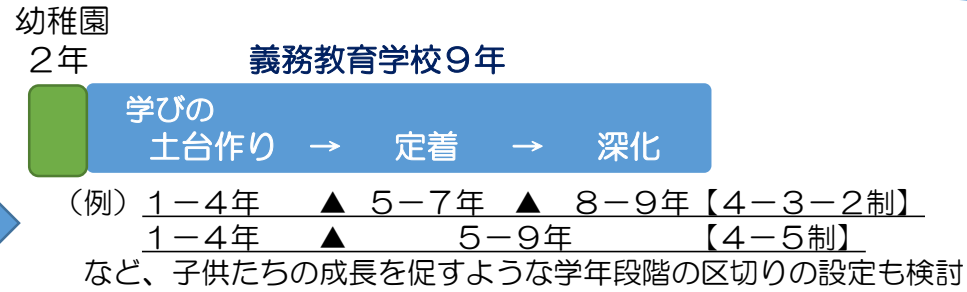 幼稚園
２年 義務教育学校９年
学びの
土台作り → 定着 → 深化
（例）１－４年 ▲ ５－７年 ▲ ８－９年【４－３－２制】
１－４年 ▲ ５－９年 【４－５制】
など、子供たちの成長を促すような学年段階の区切りの設定も検討